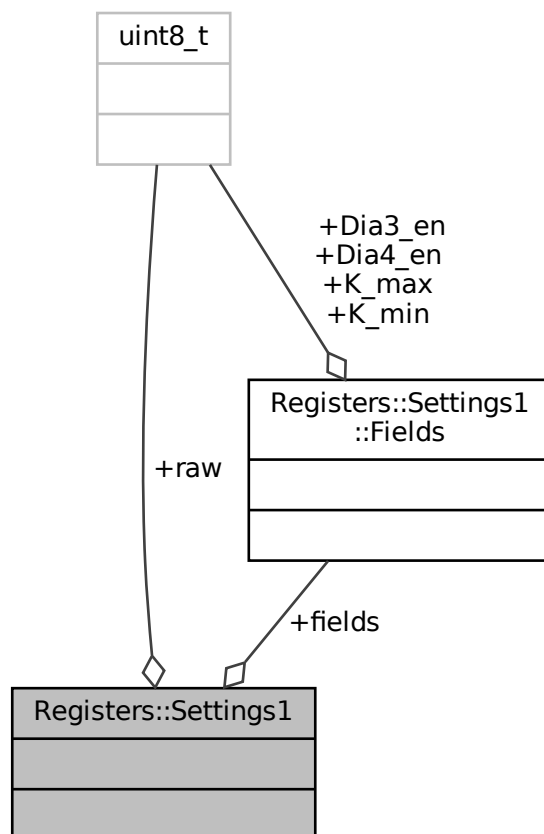 uint8_t
+Dia3_en
+Dia4_en
+K_max
+K_min
Registers::Settings1
::Fields
+raw
+fields
Registers::Settings1